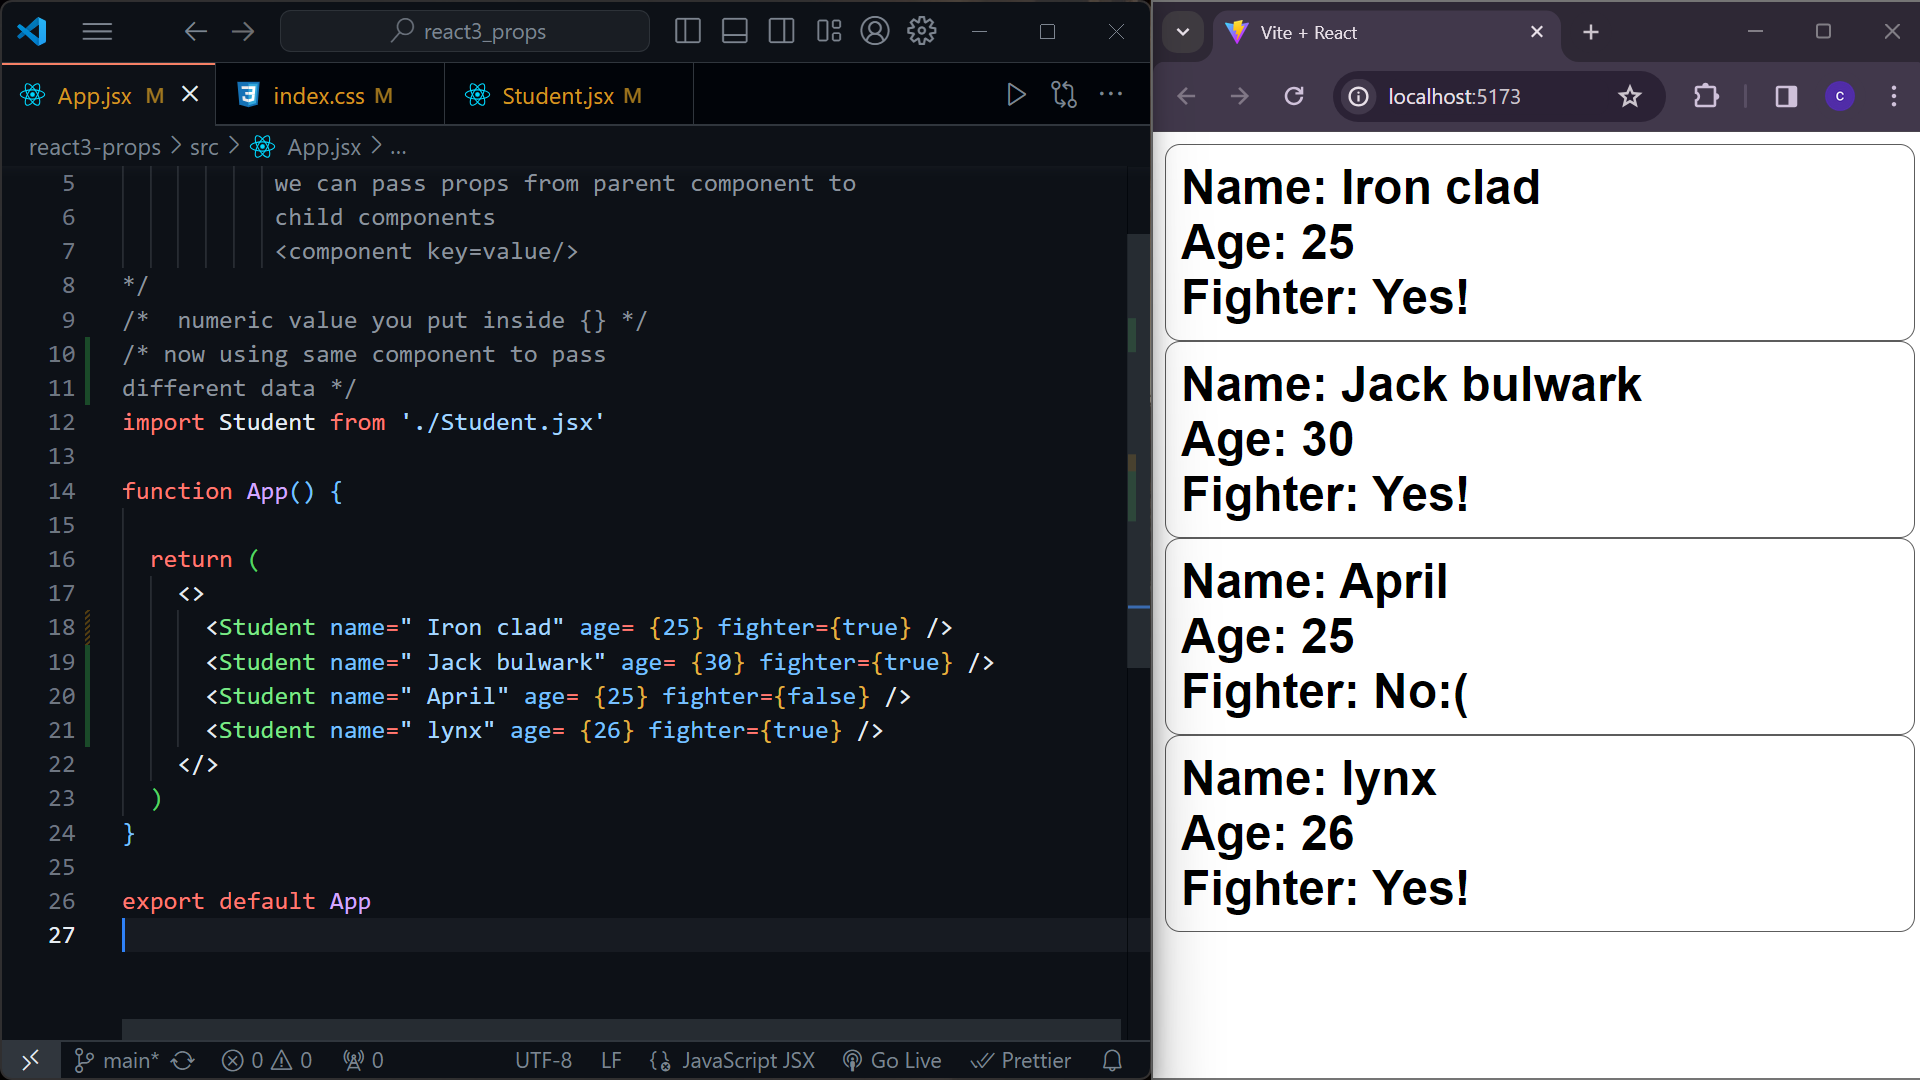 react3_props
App.jsx M
index.css M
Student.jsx M
react3-props > src > App.jsx > ...
5 we can pass props from parent component to
6 child components
7 <component key=value/>
8 */
9 /*  numeric value you put inside {} */
10 /* now using same component to pass
11 different data */
12 import Student from './Student.jsx'
13
14 function App() {
15
16 return (
17 <>
18 <Student name=" Iron clad" age= {25} fighter={true} />
19 <Student name=" Jack bulwark" age= {30} fighter={true} />
20 <Student name=" April" age= {25} fighter={false} />
21 <Student name=" lynx" age= {26} fighter={true} />
22 </>
23 )
24 }
25
26 export default App
27
main* 0 0 0 UTF-8 LF JavaScript JSX Go Live Prettier
Vite + React
localhost:5173
c
Name: Iron clad
Age: 25
Fighter: Yes!
Name: Jack bulwark
Age: 30
Fighter: Yes!
Name: April
Age: 25
Fighter: No:(
Name: lynx
Age: 26
Fighter: Yes!